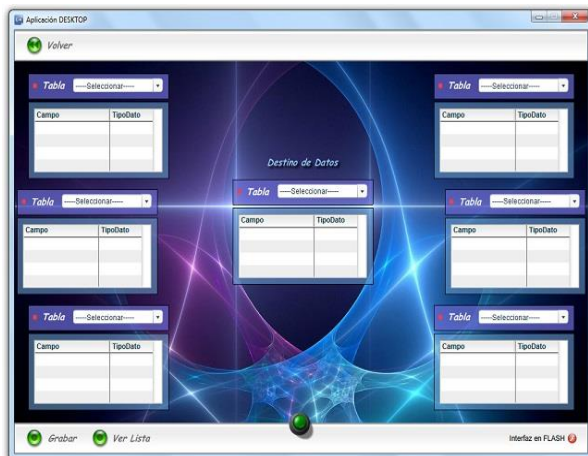 Aplicación DESKTOP
Volver
Tabla -----Seleccionar-----
Campo TipoDato
Tabla -----Seleccionar-----
Campo TipoDato
Destino de Datos
Tabla -----Seleccionar-----
Campo TipoDato
Tabla -----Seleccionar-----
Campo TipoDato
Tabla -----Seleccionar-----
Campo TipoDato
Tabla -----Seleccionar-----
Campo TipoDato
Tabla -----Seleccionar-----
Campo TipoDato
Grabar Ver Lista
Interfaz en FLASH